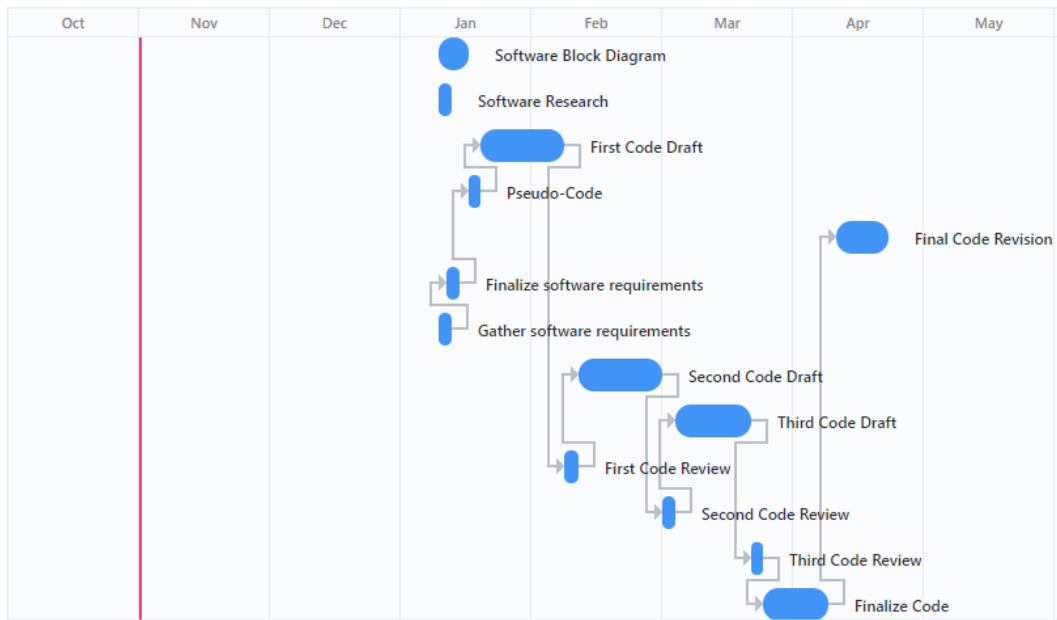 Oct Nov Dec Jan Feb Mar Apr May
Software Block Diagram
Software Research
First Code Draft
Pseudo-Code
Final Code Revision
Finalize software requirements
Gather software requirements
Second Code Draft
Third Code Draft
First Code Review
Second Code Review
Third Code Review
Finalize Code